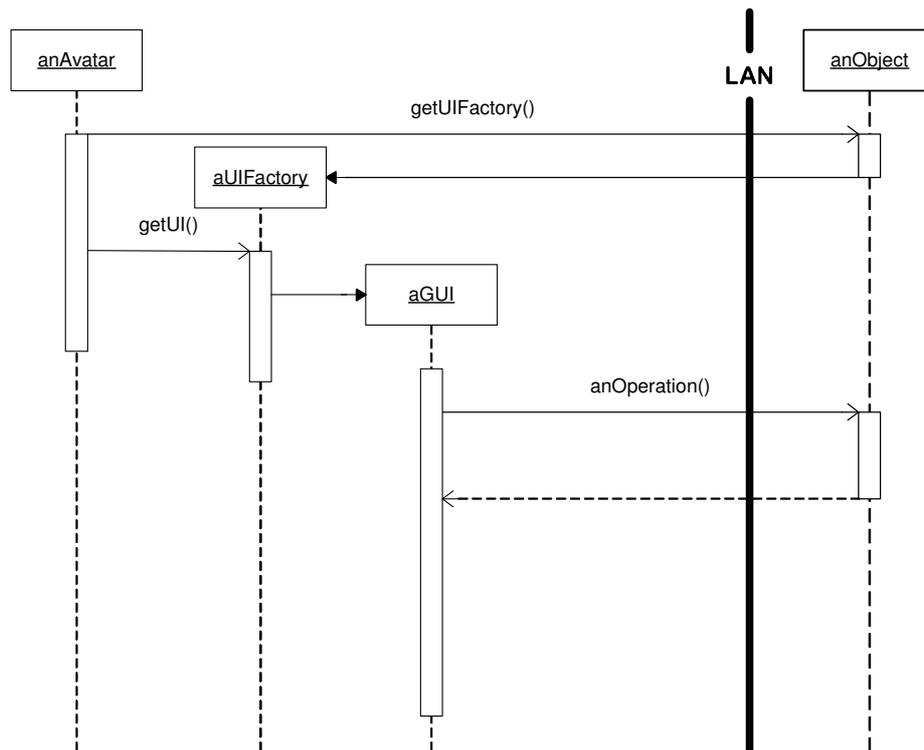 anAvatar
LAN
anObject
getUIFactory()
aUIFactory
getUI()
aGUI
anOperation()